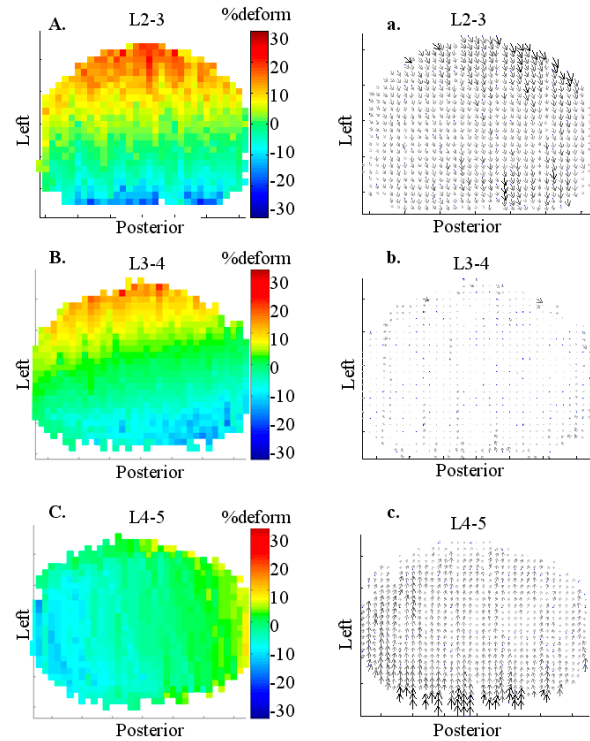 A.
L2-3
%deform
30
20
10
0
-10
-20
-30
Left
Posterior
a.
L2-3
Left
Posterior
B.
L3-4
%deform
30
20
10
0
-10
-20
-30
Left
Posterior
b.
L3-4
Left
Posterior
C.
L4-5
%deform
30
20
10
0
-10
-20
-30
Left
Posterior
c.
L4-5
Left
Posterior